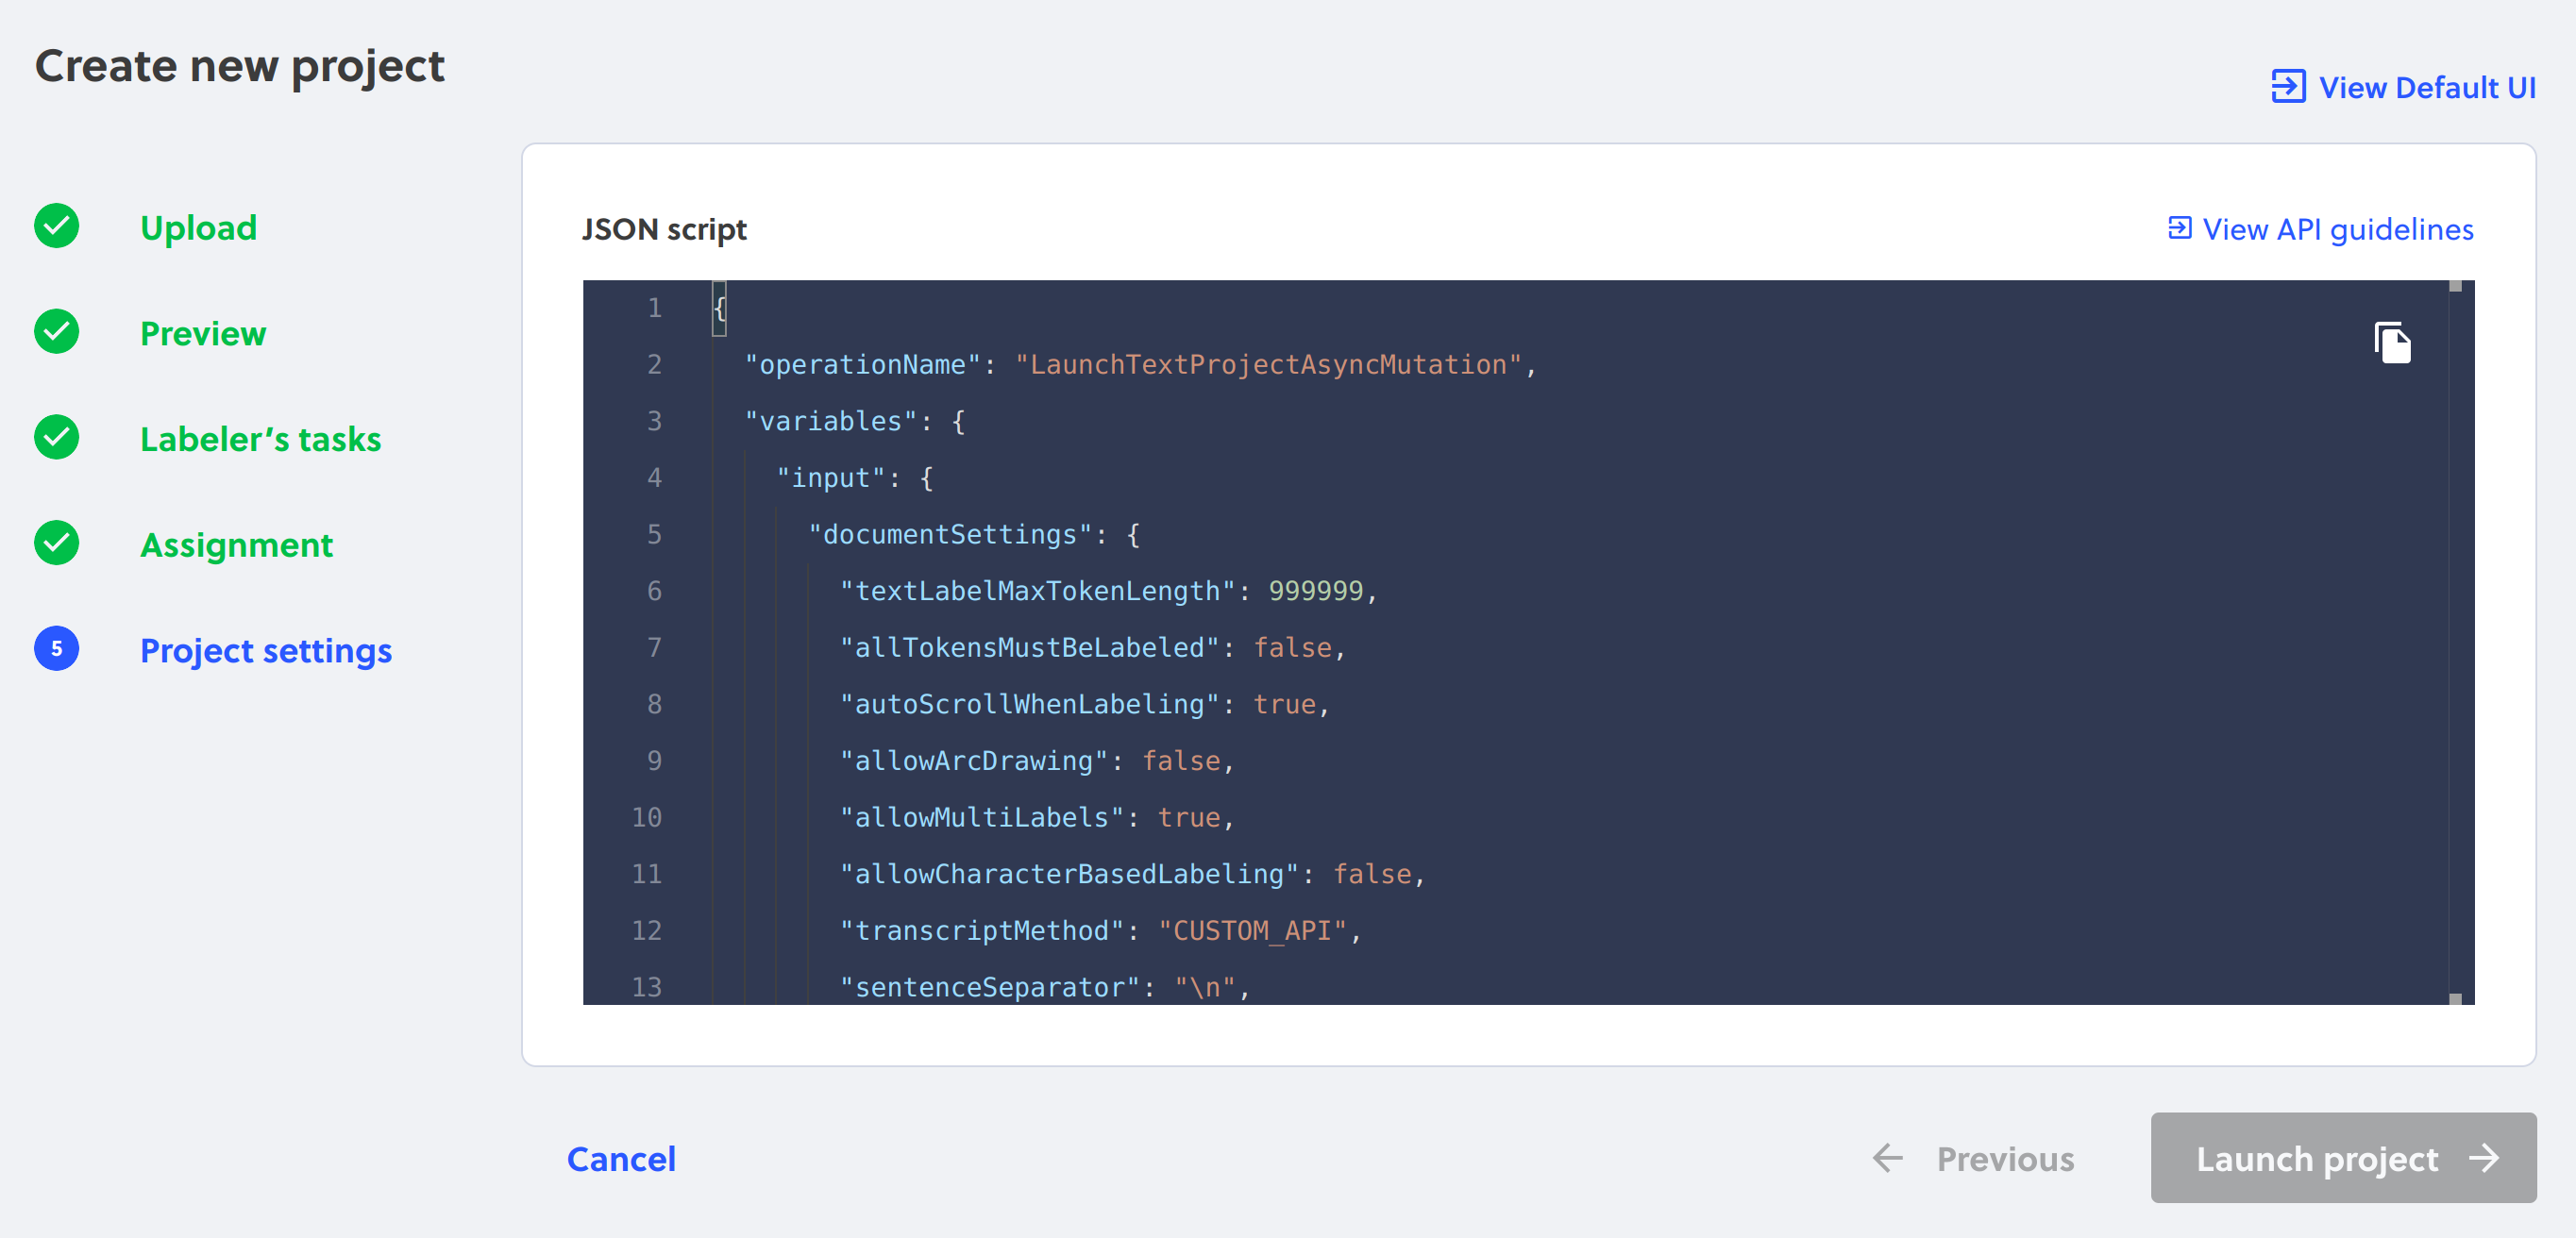 Create new project
View Default UI
Upload
Preview
Labeler’s tasks
Assignment
5 Project settings
JSON script
View API guidelines
1 {
2 "operationName": "LaunchTextProjectAsyncMutation",
3 "variables": {
4 "input": {
5 "documentSettings": {
6 "textLabelMaxTokenLength": 999999,
7 "allTokensMustBeLabeled": false,
8 "autoScrollWhenLabeling": true,
9 "allowArcDrawing": false,
10 "allowMultiLabels": true,
11 "allowCharacterBasedLabeling": false,
12 "transcriptMethod": "CUSTOM_API",
13 "sentenceSeparator": "\n",
Cancel
Previous
Launch project